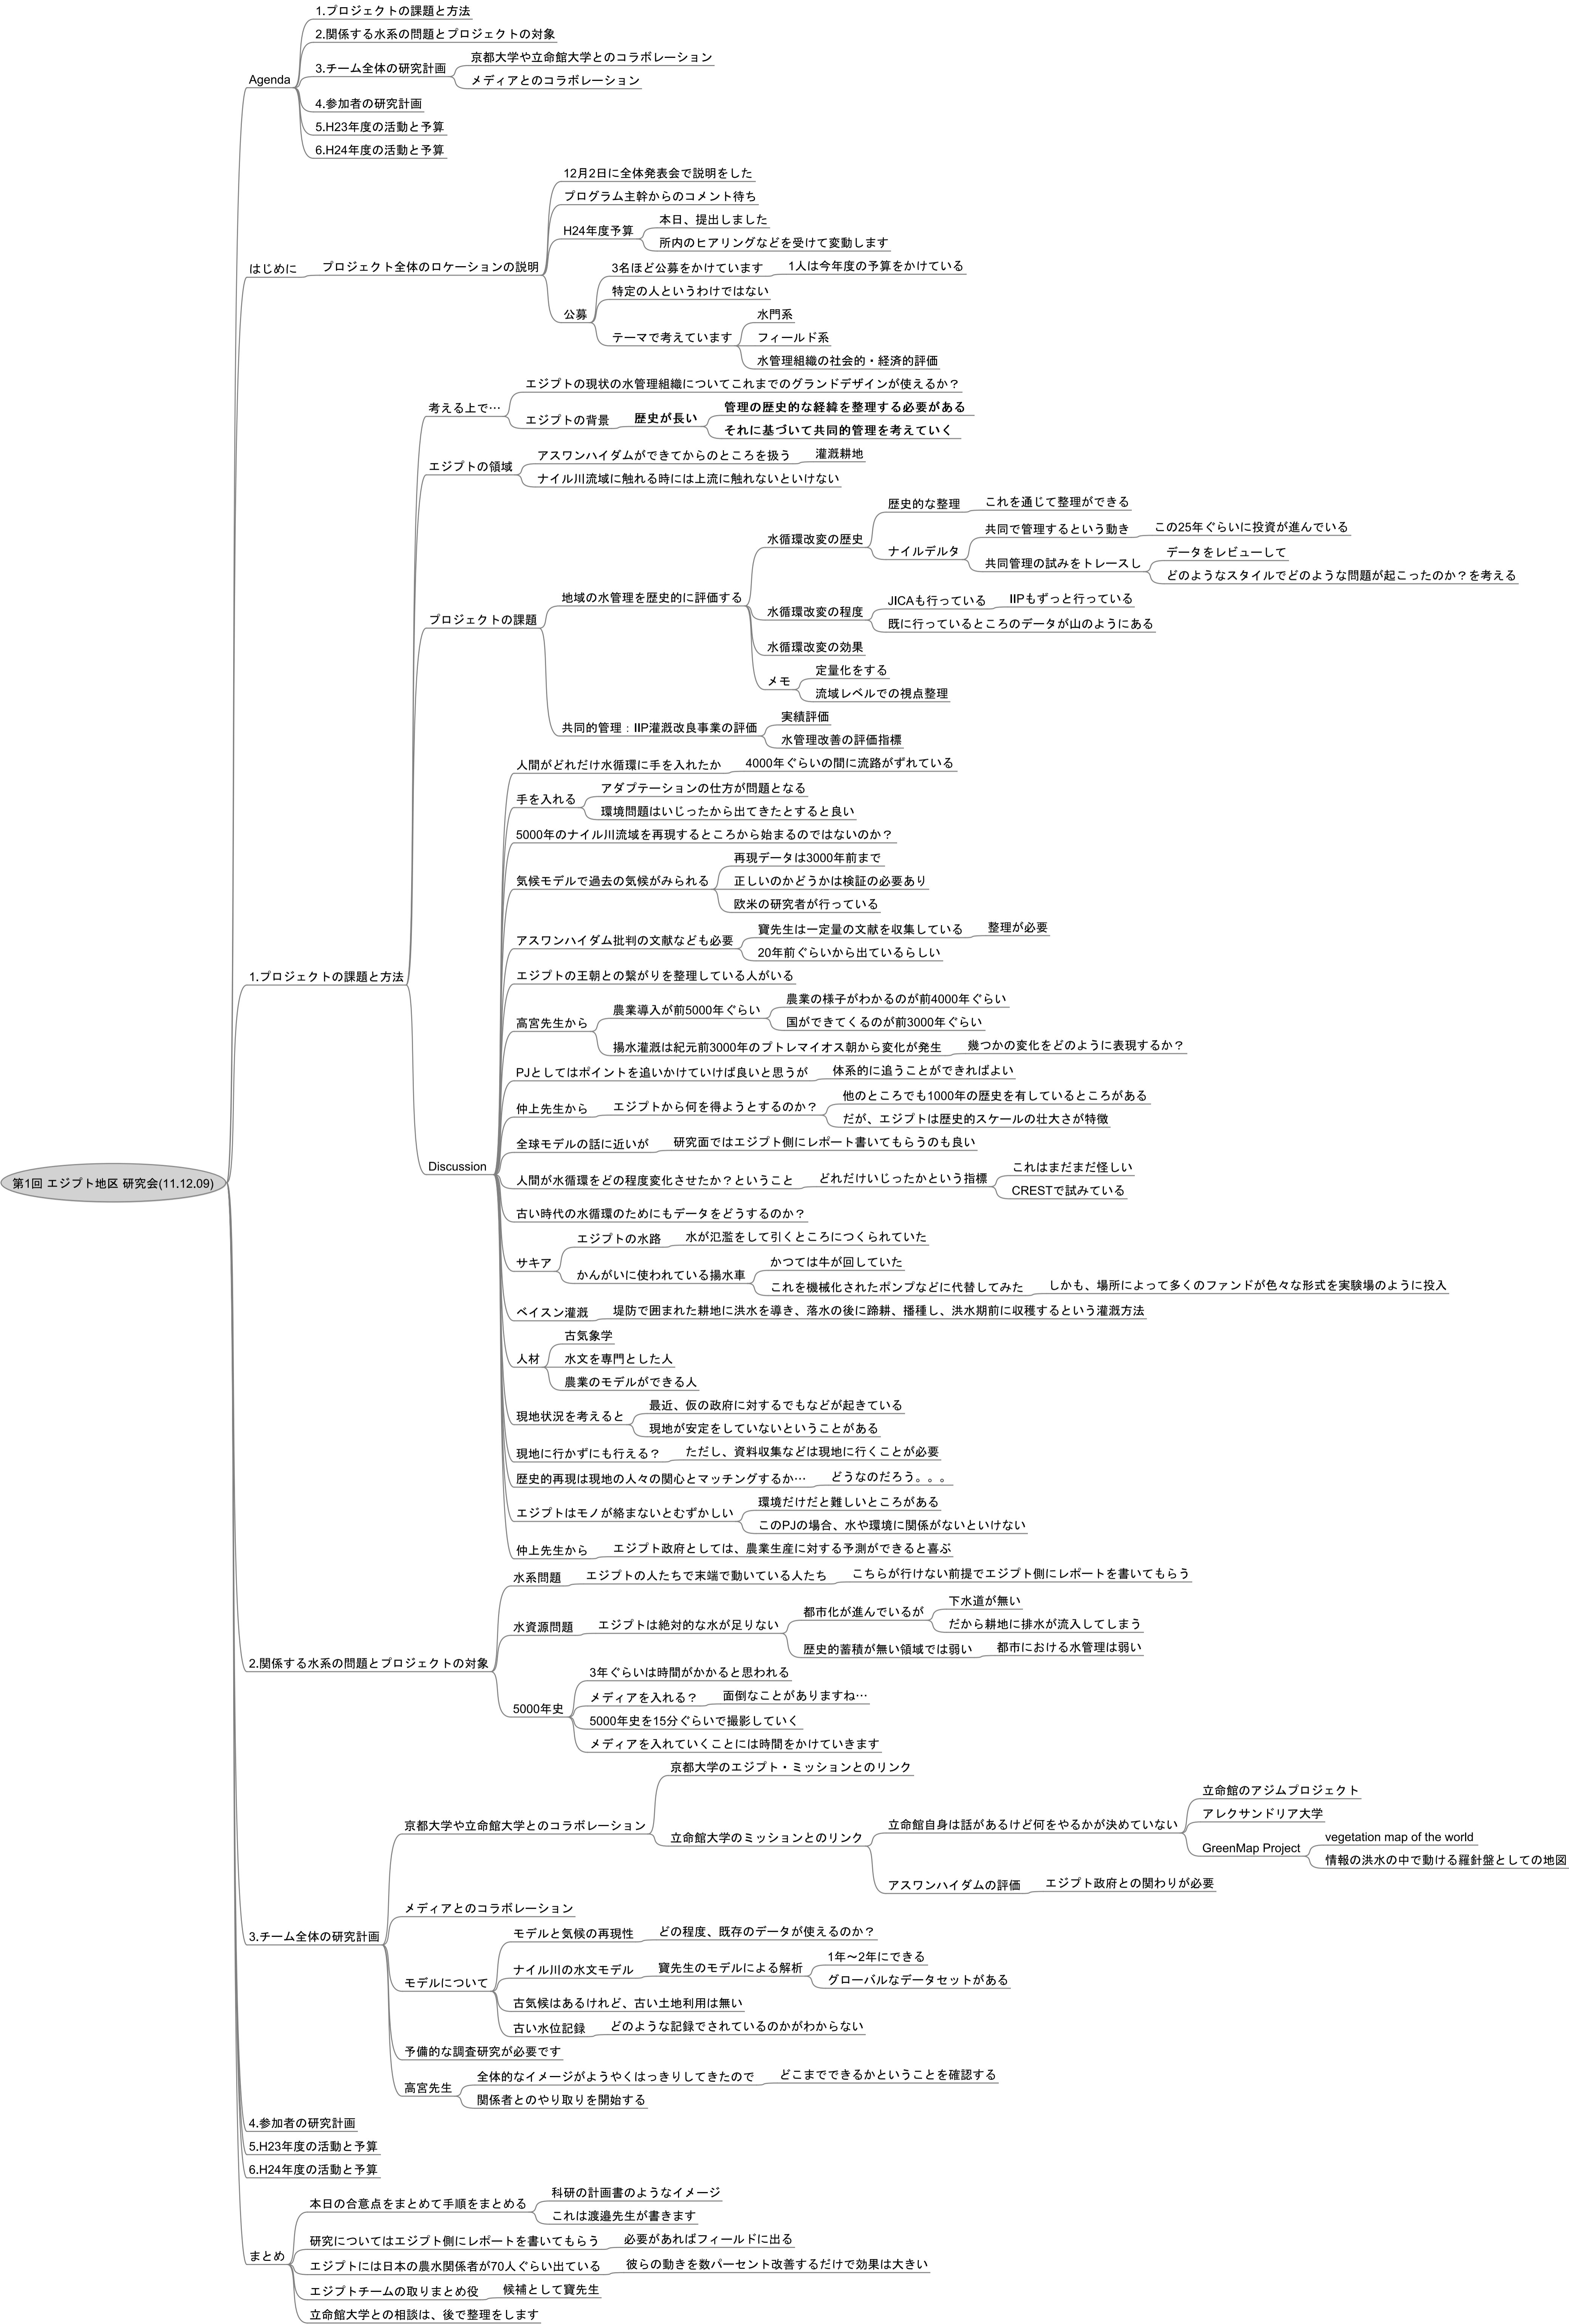 第1回 エジプト地区 研究会(11.12.09)
Agenda
1.プロジェクトの課題と方法
2.関係する水系の問題とプロジェクトの対象
3.チーム全体の研究計画
京都大学や立命館大学とのコラボレーション
メディアとのコラボレーション
4.参加者の研究計画
5.H23年度の活動と予算
6.H24年度の活動と予算
はじめに
プロジェクト全体のロケーションの説明
12月2日に全体発表会で説明をした
プログラム主幹からのコメント待ち
H24年度予算
本日、提出しました
所内のヒアリングなどを受けて変動します
公募
3名ほど公募をかけています
1人は今年度の予算をかけている
特定の人というわけではない
テーマで考えています
水門系
フィールド系
水管理組織の社会的・経済的評価
1.プロジェクトの課題と方法
考える上で…
エジプトの現状の水管理組織についてこれまでのグランドデザインが使えるか？
エジプトの背景
歴史が長い
管理の歴史的な経緯を整理する必要がある
それに基づいて共同的管理を考えていく
エジプトの領域
アスワンハイダムができてからのところを扱う
灌漑耕地
ナイル川流域に触れる時には上流に触れないといけない
プロジェクトの課題
地域の水管理を歴史的に評価する
水循環改変の歴史
歴史的な整理
これを通じて整理ができる
ナイルデルタ
共同で管理するという動き
この25年ぐらいに投資が進んでいる
共同管理の試みをトレースし
データをレビューして
どのようなスタイルでどのような問題が起こったのか？を考える
水循環改変の程度
JICAも行っている
IIPもずっと行っている
既に行っているところのデータが山のようにある
水循環改変の効果
メモ
定量化をする
流域レベルでの視点整理
共同的管理：IIP灌漑改良事業の評価
実績評価
水管理改善の評価指標
Discussion
人間がどれだけ水循環に手を入れたか
4000年ぐらいの間に流路がずれている
手を入れる
アダプテーションの仕方が問題となる
環境問題はいじったから出てきたとすると良い
5000年のナイル川流域を再現するところから始まるのではないのか？
気候モデルで過去の気候がみられる
再現データは3000年前まで
正しいのかどうかは検証の必要あり
欧米の研究者が行っている
アスワンハイダム批判の文献なども必要
寶先生は一定量の文献を収集している
整理が必要
20年前ぐらいから出ているらしい
エジプトの王朝との繋がりを整理している人がいる
高宮先生から
農業導入が前5000年ぐらい
農業の様子がわかるのが前4000年ぐらい
国ができてくるのが前3000年ぐらい
揚水灌漑は紀元前3000年のプトレマイオス朝から変化が発生
幾つかの変化をどのように表現するか？
PJとしてはポイントを追いかけていけば良いと思うが
体系的に追うことができればよい
仲上先生から
エジプトから何を得ようとするのか？
他のところでも1000年の歴史を有しているところがある
だが、エジプトは歴史的スケールの壮大さが特徴
全球モデルの話に近いが
研究面ではエジプト側にレポート書いてもらうのも良い
人間が水循環をどの程度変化させたか？ということ
どれだけいじったかという指標
これはまだまだ怪しい
CRESTで試みている
古い時代の水循環のためにもデータをどうするのか？
サキア
エジプトの水路
水が氾濫をして引くところにつくられていた
かんがいに使われている揚水車
かつては牛が回していた
これを機械化されたポンプなどに代替してみた
しかも、場所によって多くのファンドが色々な形式を実験場のように投入
ベイスン灌漑
堤防で囲まれた耕地に洪水を導き、落水の後に蹄耕、播種し、洪水期前に収穫するという灌漑方法
人材
古気象学
水文を専門とした人
農業のモデルができる人
現地状況を考えると
最近、仮の政府に対するでもなどが起きている
現地が安定をしていないということがある
現地に行かずにも行える？
ただし、資料収集などは現地に行くことが必要
歴史的再現は現地の人々の関心とマッチングするか…
どうなのだろう。。。
エジプトはモノが絡まないとむずかしい
環境だけだと難しいところがある
このPJの場合、水や環境に関係がないといけない
仲上先生から
エジプト政府としては、農業生産に対する予測ができると喜ぶ
2.関係する水系の問題とプロジェクトの対象
水系問題
エジプトの人たちで末端で動いている人たち
こちらが行けない前提でエジプト側にレポートを書いてもらう
水資源問題
エジプトは絶対的な水が足りない
都市化が進んでいるが
下水道が無い
だから耕地に排水が流入してしまう
歴史的蓄積が無い領域では弱い
都市における水管理は弱い
5000年史
3年ぐらいは時間がかかると思われる
メディアを入れる？
面倒なことがありますね…
5000年史を15分ぐらいで撮影していく
メディアを入れていくことには時間をかけていきます
3.チーム全体の研究計画
京都大学や立命館大学とのコラボレーション
京都大学のエジプト・ミッションとのリンク
立命館大学のミッションとのリンク
立命館自身は話があるけど何をやるかが決めていない
立命館のアジムプロジェクト
アレクサンドリア大学
GreenMap Project
vegetation map of the world
情報の洪水の中で動ける羅針盤としての地図
アスワンハイダムの評価
エジプト政府との関わりが必要
メディアとのコラボレーション
モデルについて
モデルと気候の再現性
どの程度、既存のデータが使えるのか？
ナイル川の水文モデル
寶先生のモデルによる解析
1年〜2年にできる
グローバルなデータセットがある
古気候はあるけれど、古い土地利用は無い
古い水位記録
どのような記録でされているのかがわからない
予備的な調査研究が必要です
高宮先生
全体的なイメージがようやくはっきりしてきたので
どこまでできるかということを確認する
関係者とのやり取りを開始する
4.参加者の研究計画
5.H23年度の活動と予算
6.H24年度の活動と予算
まとめ
本日の合意点をまとめて手順をまとめる
科研の計画書のようなイメージ
これは渡邉先生が書きます
研究についてはエジプト側にレポートを書いてもらう
必要があればフィールドに出る
エジプトには日本の農水関係者が70人ぐらい出ている
彼らの動きを数パーセント改善するだけで効果は大きい
エジプトチームの取りまとめ役
候補として寶先生
立命館大学との相談は、後で整理をします